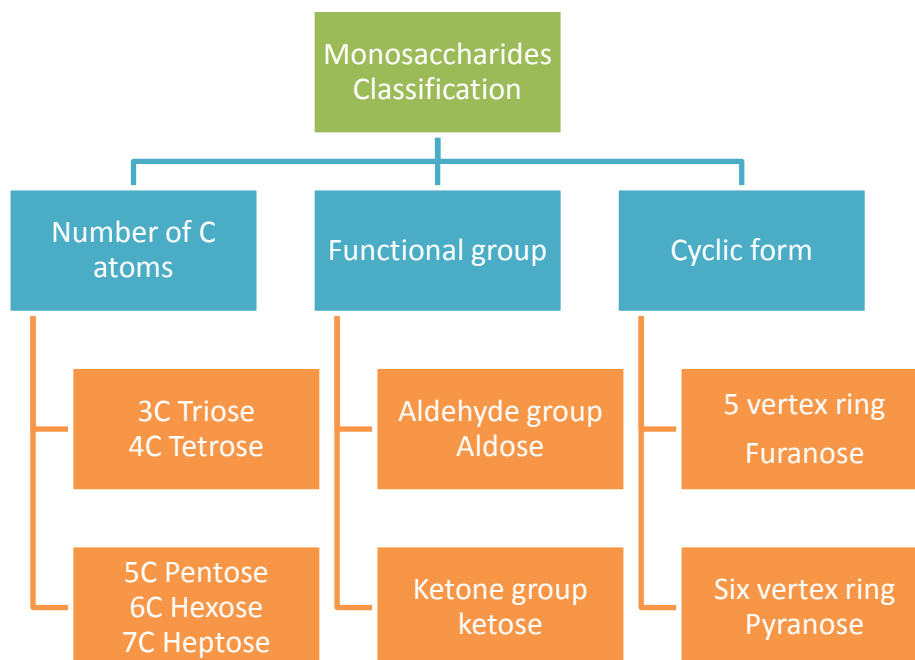 Monosaccharides
Classification
Number of C
atoms
Functional group
Cyclic form
3C Triose
4C Tetrose
Aldehyde group
Aldose
5 vertex ring
Furanose
5C Pentose
6C Hexose
7C Heptose
Ketone group
ketose
Six vertex ring
Pyranose